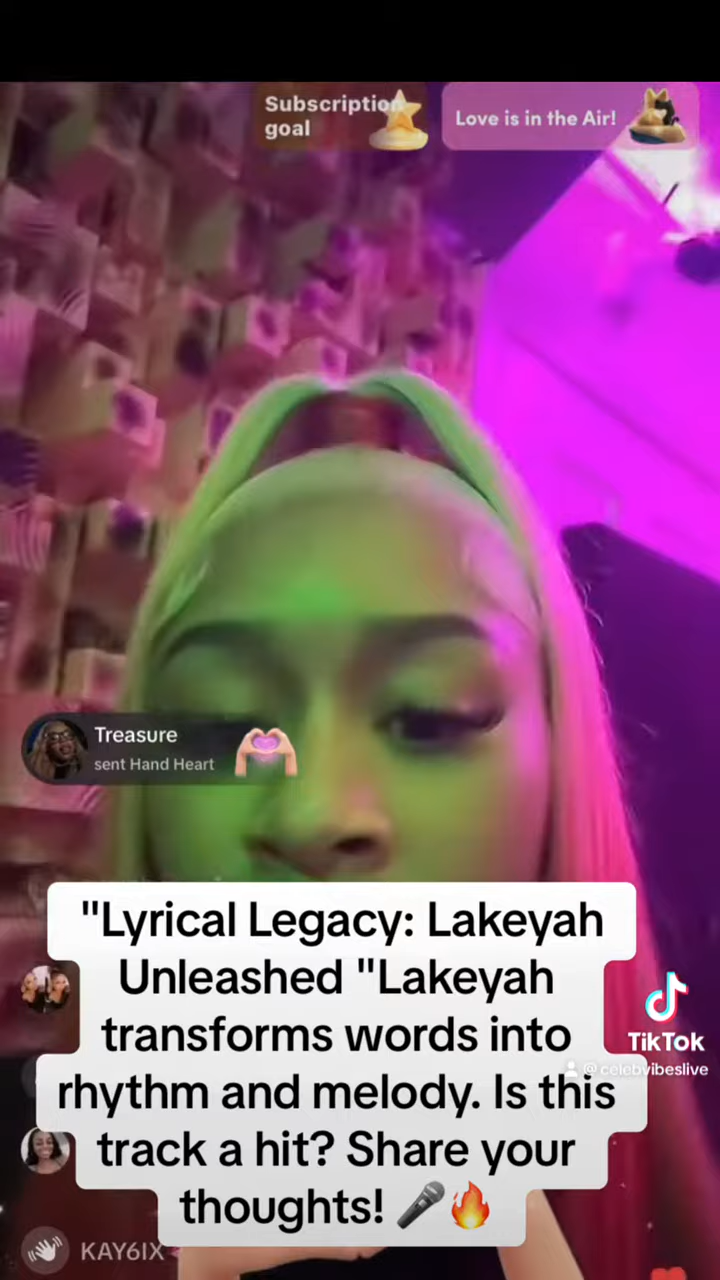 Subscription
goal
Love is in the Air!
Treasure
sent Hand Heart
"Lyrical Legacy: Lakeyah
Unleashed "Lakeyah
transforms words into
rhythm and melody. Is this
track a hit? Share your
thoughts! 🎤🔥
TikTok
@celebvibeslive
KAY6IX